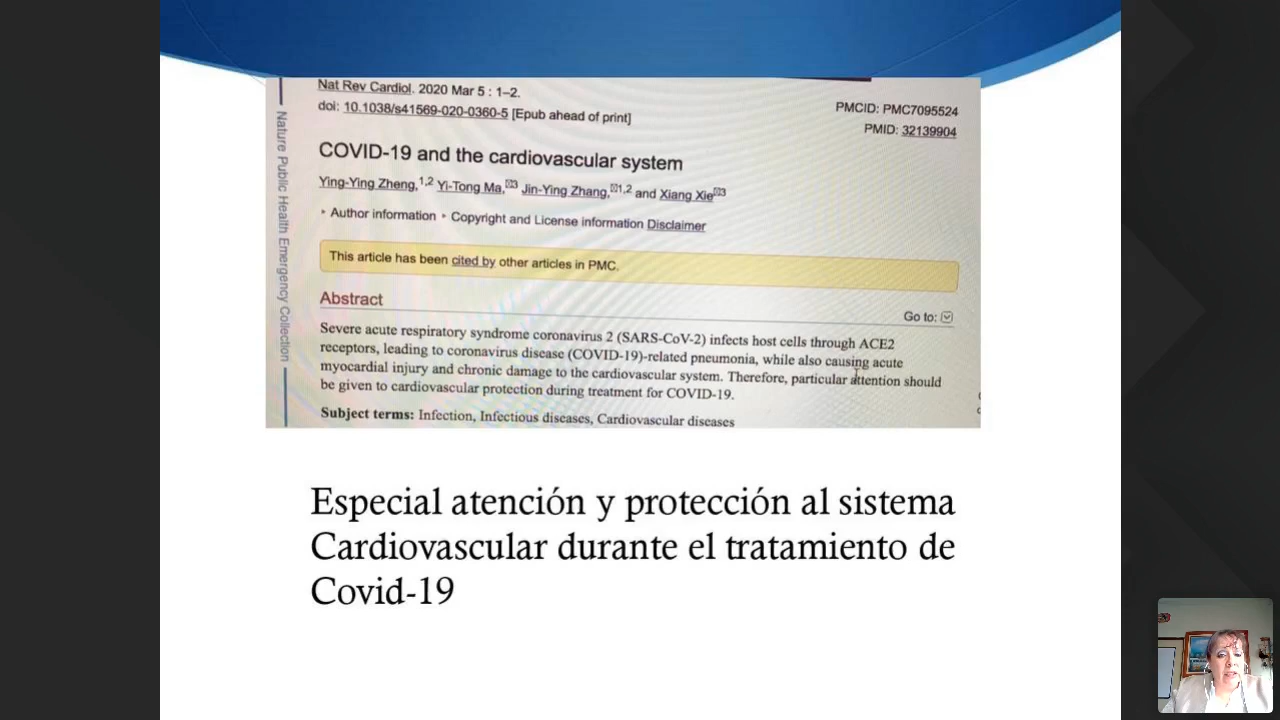 Nat Rev Cardiol. 2020 Mar 5 : 1–2.
doi: 10.1038/s41569-020-0360-5 [Epub ahead of print]
PMCID: PMC7095524
PMID: 32139904
Nature Public Health Emergency Collection
COVID-19 and the cardiovascular system
Ying-Ying Zheng,1,2 Yi-Tong Ma,✉3 Jin-Ying Zhang,✉1,2 and Xiang Xie✉3
‣ Author information ‣ Copyright and License information Disclaimer
This article has been cited by other articles in PMC.
Abstract
Go to:
Severe acute respiratory syndrome coronavirus 2 (SARS-CoV-2) infects host cells through ACE2
receptors, leading to coronavirus disease (COVID-19)-related pneumonia, while also causing acute
myocardial injury and chronic damage to the cardiovascular system. Therefore, particular attention should
be given to cardiovascular protection during treatment for COVID-19.
Subject terms: Infection, Infectious diseases, Cardiovascular diseases
Especial atención y protección al sistema
Cardiovascular durante el tratamiento de
Covid-19